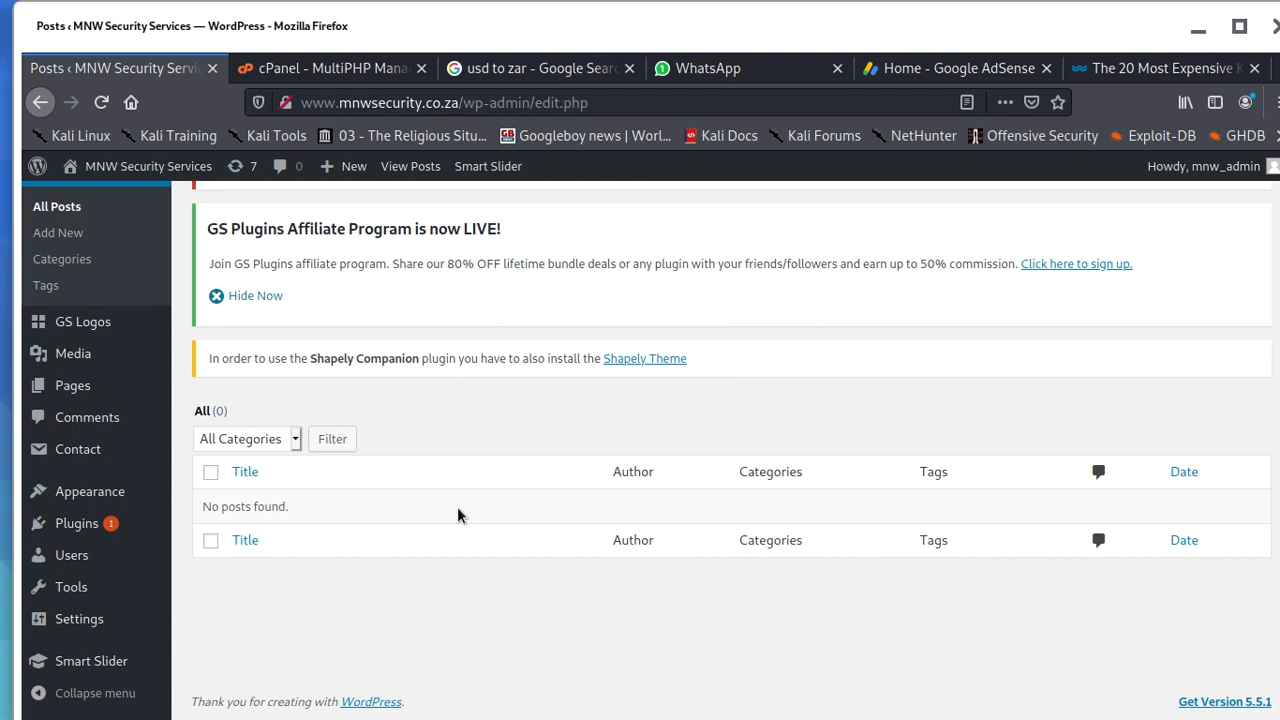 Posts ‹ MNW Security Services — WordPress - Mozilla Firefox
Posts ‹ MNW Security Servi
cPanel - MultiPHP Mana
usd to zar - Google Sear
WhatsApp
Home - Google AdSense
The 20 Most Expensive
www.mnwsecurity.co.za/wp-admin/edit.php
Kali Linux
Kali Training
Kali Tools
03 - The Religious Situ...
Googleboy news | Worl...
Kali Docs
Kali Forums
NetHunter
Offensive Security
Exploit-DB
GHDB
MNW Security Services
7
0
New
View Posts
Smart Slider
Howdy, mnw_admin
All Posts
Add New
Categories
Tags
GS Logos
Media
Pages
Comments
Contact
Appearance
Plugins 1
Users
Tools
Settings
Smart Slider
Collapse menu
GS Plugins Affiliate Program is now LIVE!
Join GS Plugins affiliate program. Share our 80% OFF lifetime bundle deals or any plugin with your friends/followers and earn up to 50% commission. Click here to sign up.
Hide Now
In order to use the Shapely Companion plugin you have to also install the Shapely Theme
All (0)
All Categories
Filter
Title Author Categories Tags Date
No posts found.
Title Author Categories Tags Date
Thank you for creating with WordPress.
Get Version 5.5.1